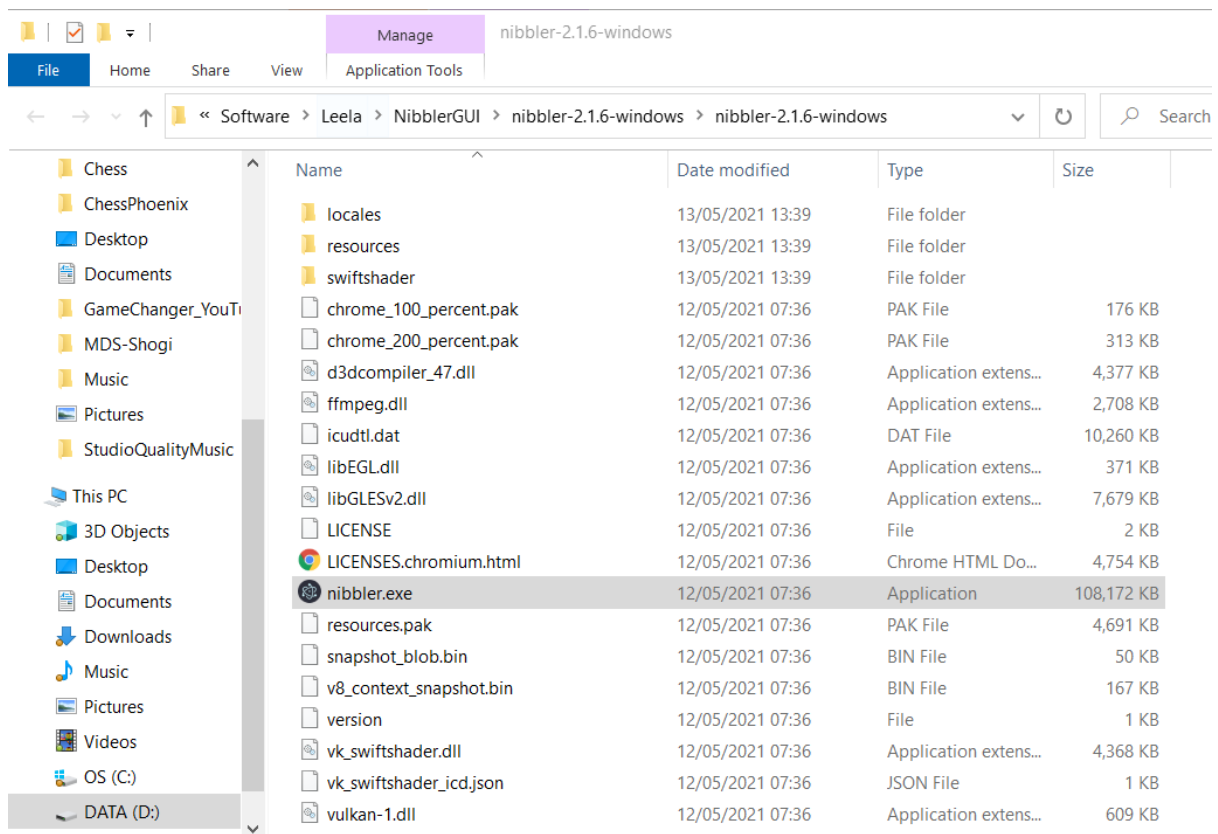 Manage nibbler-2.1.6-windows
File Home Share View Application Tools
« Software > Leela > NibblerGUI > nibbler-2.1.6-windows > nibbler-2.1.6-windows Search
Chess
ChessPhoenix
Desktop
Documents
GameChanger_YouTu
MDS-Shogi
Music
Pictures
StudioQualityMusic
This PC
3D Objects
Desktop
Documents
Downloads
Music
Pictures
Videos
OS (C:)
DATA (D:)
Name Date modified Type Size
locales 13/05/2021 13:39 File folder
resources 13/05/2021 13:39 File folder
swiftshader 13/05/2021 13:39 File folder
chrome_100_percent.pak 12/05/2021 07:36 PAK File 176 KB
chrome_200_percent.pak 12/05/2021 07:36 PAK File 313 KB
d3dcompiler_47.dll 12/05/2021 07:36 Application extens... 4,377 KB
ffmpeg.dll 12/05/2021 07:36 Application extens... 2,708 KB
icudtl.dat 12/05/2021 07:36 DAT File 10,260 KB
libEGL.dll 12/05/2021 07:36 Application extens... 371 KB
libGLESv2.dll 12/05/2021 07:36 Application extens... 7,679 KB
LICENSE 12/05/2021 07:36 File 2 KB
LICENSES.chromium.html 12/05/2021 07:36 Chrome HTML Do... 4,754 KB
nibbler.exe 12/05/2021 07:36 Application 108,172 KB
resources.pak 12/05/2021 07:36 PAK File 4,691 KB
snapshot_blob.bin 12/05/2021 07:36 BIN File 50 KB
v8_context_snapshot.bin 12/05/2021 07:36 BIN File 167 KB
version 12/05/2021 07:36 File 1 KB
vk_swiftshader.dll 12/05/2021 07:36 Application extens... 4,368 KB
vk_swiftshader_icd.json 12/05/2021 07:36 JSON File 1 KB
vulkan-1.dll 12/05/2021 07:36 Application extens... 609 KB